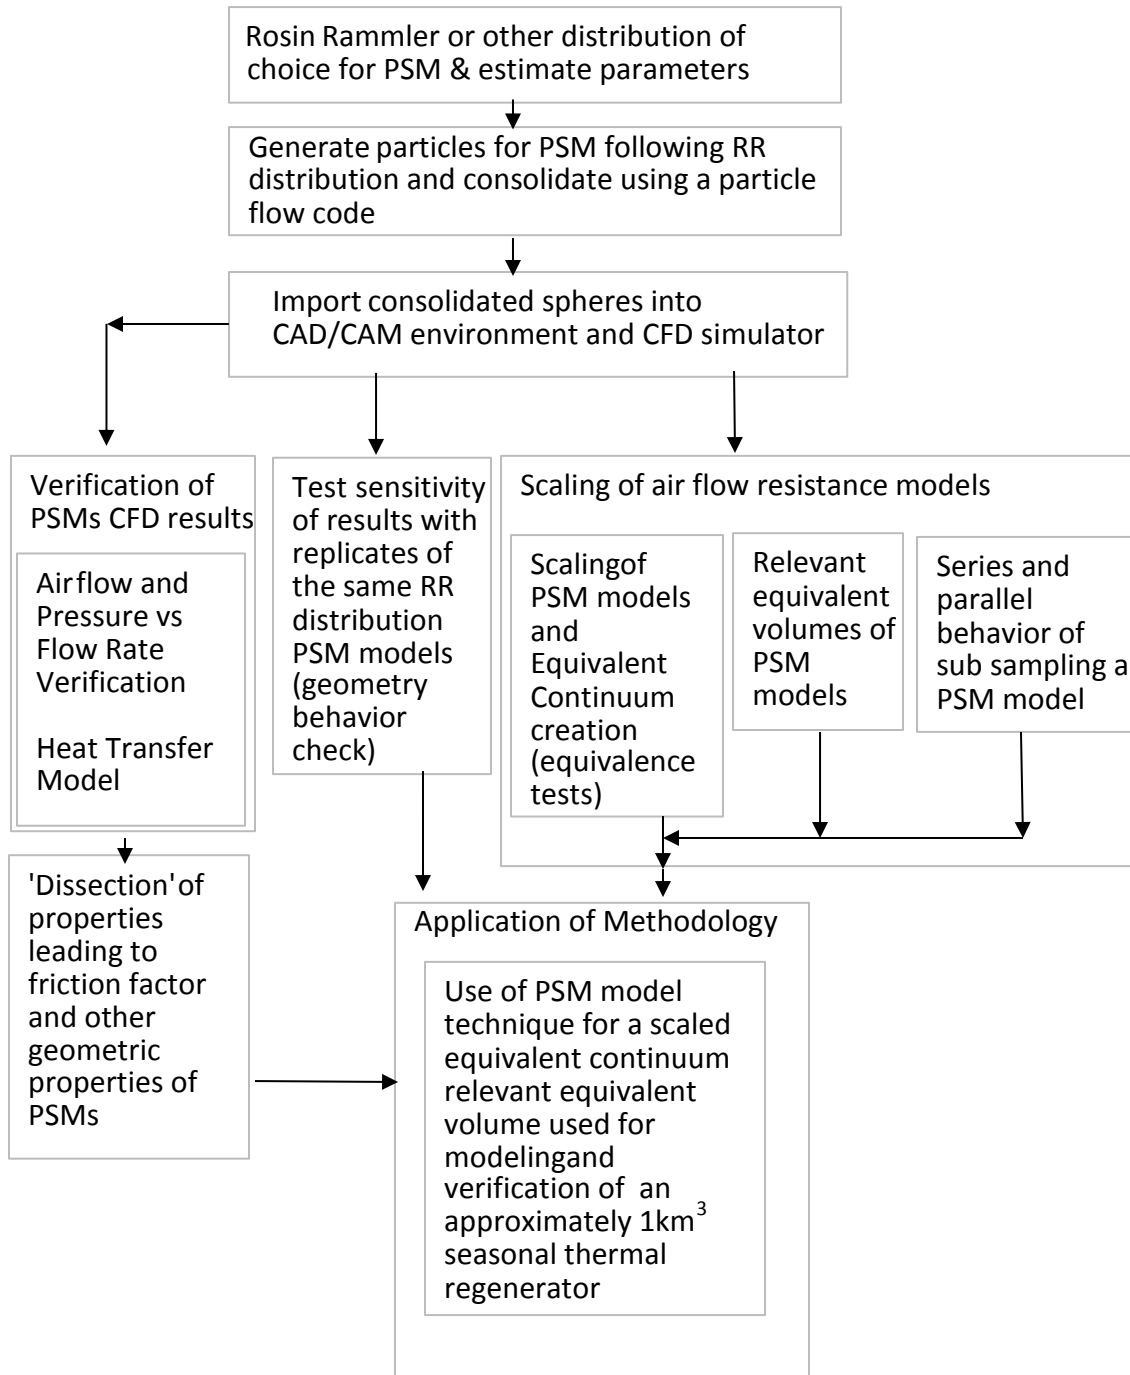 Rosin Rammler or other distribution of
choice for PSM & estimate parameters
Generate particles for PSM following RR
distribution and consolidate using a particle
flow code
Import consolidated spheres into
CAD/CAM environment and CFD simulator
Verification of
PSMs CFD results
Airflow and
Pressure vs
Flow Rate
Verification
Heat Transfer
Model
Test sensitivity
of results with
replicates of
the same RR
distribution
PSM models
(geometry
behavior
check)
Scaling of air flow resistance models
Scalingof
PSM models
and
Equivalent
Continuum
creation
(equivalence
tests)
Relevant
equivalent
volumes of
PSM
models
Series and
parallel
behavior of
sub sampling a
PSM model
'Dissection'of
properties
leading to
friction factor
and other
geometric
properties of
PSMs
Application of Methodology
Use of PSM model
technique for a scaled
equivalent continuum
relevant equivalent
volume used for
modelingand
verification of an
approximately 1km³
seasonal thermal
regenerator